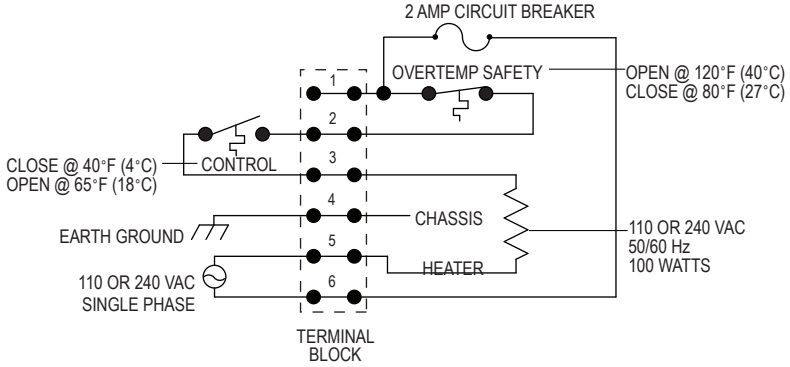 2 AMP CIRCUIT BREAKER
1
OVERTEMP SAFETY
OPEN @ 120°F (40°C)
CLOSE @ 80°F (27°C)
2
CLOSE @ 40°F (4°C)
OPEN @ 65°F (18°C)
CONTROL
3
4
CHASSIS
EARTH GROUND
110 OR 240 VAC
50/60 Hz
100 WATTS
5
HEATER
110 OR 240 VAC
SINGLE PHASE
6
TERMINAL
BLOCK